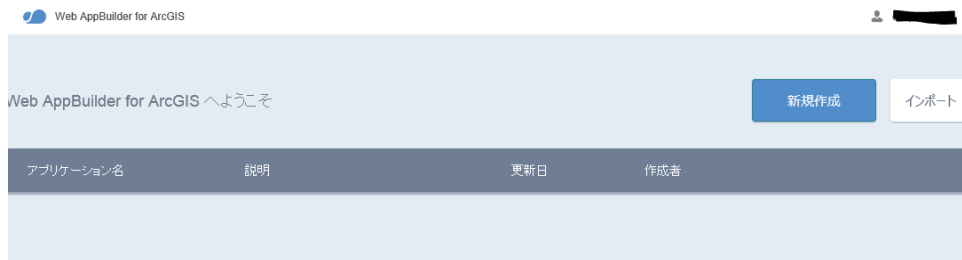 Web AppBuilder for ArcGIS
Web AppBuilder for ArcGIS へようこそ
新規作成
インポート
アプリケーション名 説明 更新日 作成者